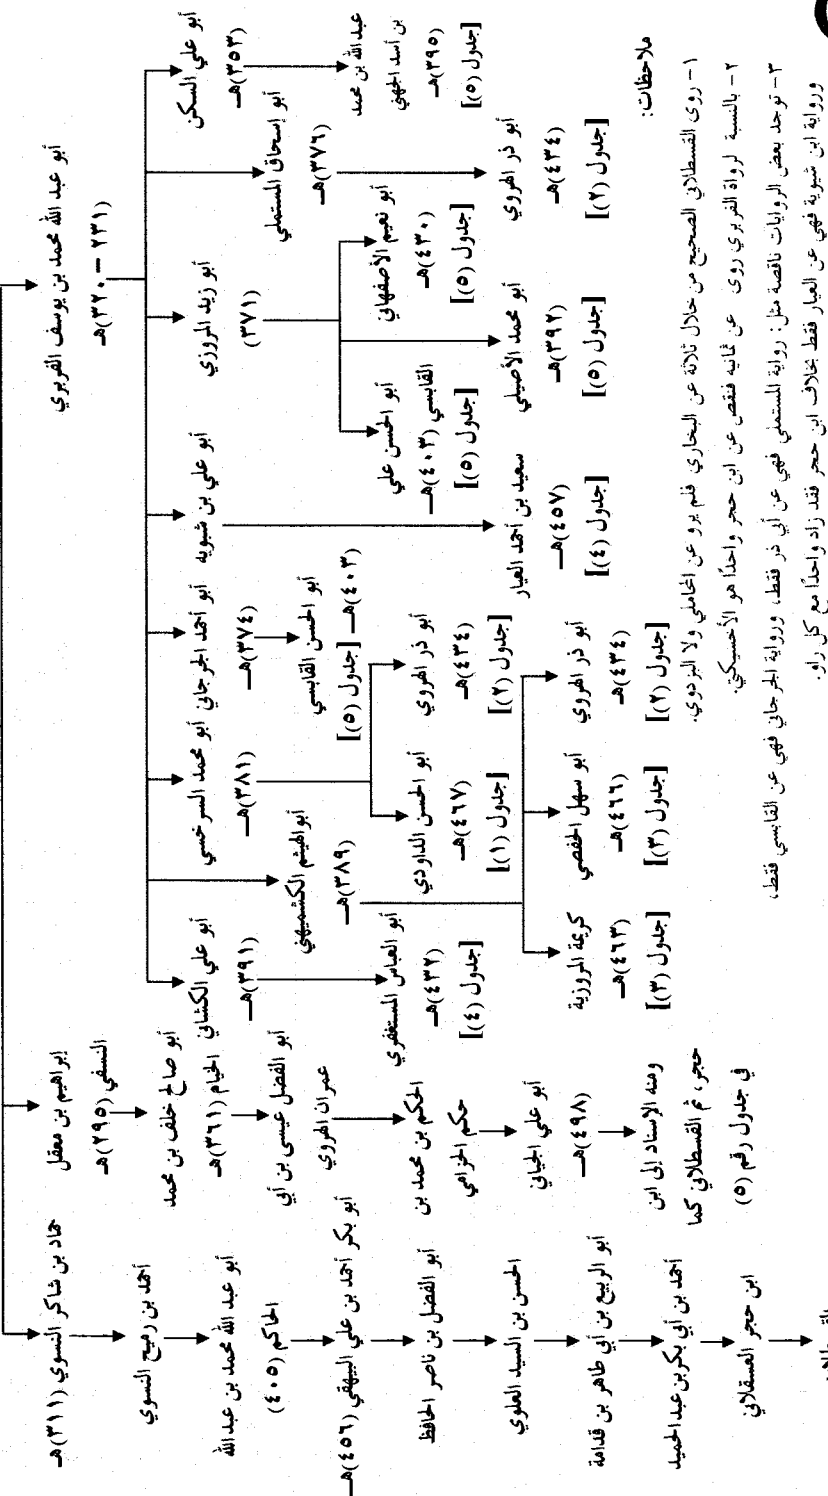 أبو عبد الله محمد بن يوسف الفربري
(٢٣١ – ٣٢٠)هـ
أبو علي السكن
(٣٥٣)هـ
عبد الله بن محمد
بن أسد الجهني
(٣٩٥)هـ
[جدول (٥)]
أبو إسحاق المستملي
(٣٧٦)هـ
أبو ذر الهروي
(٤٣٤)هـ
[جدول (٢)]
أبو زيد المروزي
(٣٧١)
أبو نعيم الأصفهاني
(٤٣٠)هـ
[جدول (٥)]
أبو محمد الأصيلي
(٣٩٢)هـ
[جدول (٥)]
أبو الحسن علي
القابسي (٤٠٣)هـ
[جدول (٥)]
أبو علي بن شبويه
سعيد بن أحمد العيار
(٤٥٧)هـ
[جدول (٤)]
أبو أحمد الجرجاني
(٣٧٤)هـ
أبو الحسن القابسي (٤٠٣)هـ
[جدول (٥)]
أبو محمد السرخسي
(٣٨١)هـ
أبو ذر الهروي
(٤٣٤)هـ
[جدول (٢)]
أبو الحسن الداودي
(٤٦٧)هـ
[جدول (١)]
أبو الهيثم الكشميهني
(٣٨٩)هـ
أبو ذر الهروي
(٤٣٤)هـ
[جدول (٢)]
أبو سهل الحفصي
(٤٦٦)هـ
[جدول (٣)]
كريمة المروزية
(٤٦٣)هـ
[جدول (٣)]
أبو علي الكشاني
(٣٩١)هـ
أبو العباس المستغفري
(٤٣٢)هـ
[جدول (٤)]
إبراهيم بن معقل
النسفي (٢٩٥)هـ
أبو صالح خلف بن محمد
الخيام (٣٦١)هـ
أبو الفضل عيسى بن أبي
عمران الهروي
الحكم بن محمد بن
حكم الخزامي
أبو علي الجياني
(٤٩٨)هـ
ومنه الإسناد إلى ابن
حجر، ثم القسطلاني كما
في جدول رقم (٥)
حماد بن شاكر النسوي (٣١١)هـ
أحمد بن رميح النسوي
أبو عبد الله محمد بن عبد الله
الحاكم (٤٠٥)
أبو بكر أحمد بن علي البيهقي (٤٥٦)هـ
أبو الفضل بن ناصر الحافظ
الحسن بن السيد العلوي
أبو الربيع بن أبي طاهر بن قدامة
أحمد بن أبي بكر بن عبد الحميد
ابن حجر العسقلاني
ملاحظات:
١– روى القسطلاني الصحيح من خلال ثلاثة عن البخاري فلم يرو عن المحاملي ولا البزدوي.
٢– بالنسبة لرواة الفربري روى عن ثمانية فنقص عن ابن حجر واحدًا هو الأخسيكتي.
٣– توجد بعض الروايات ناقصة مثل: رواية المستملي فهي عن أبي ذر فقط، ورواية الجرجاني فهي عن القابسي فقط،
ورواية ابن شبوية فهي عن العيار فقط بخلاف ابن حجر فقد زاد واحدًا مع كل راو.